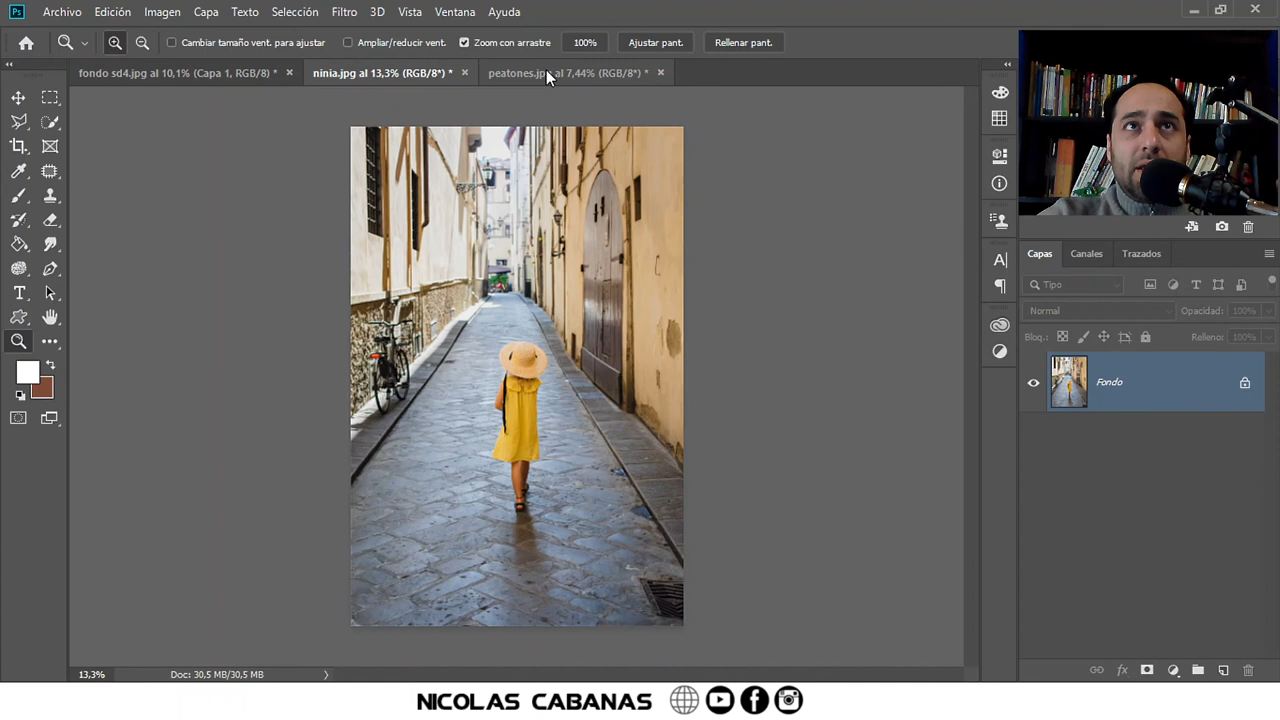 Ps Archivo Edición Imagen Capa Texto Selección Filtro 3D Vista Ventana Ayuda
Cambiar tamaño vent. para ajustar Ampliar/reducir vent. Zoom con arrastre 100% Ajustar pant. Rellenar pant.
fondo sd4.jpg al 10,1% (Capa 1, RGB/8) * ninia.jpg al 13,3% (RGB/8*) * peatones.jpg al 7,44% (RGB/8*) *
Capas Canales Trazados
Tipo
Normal Opacidad: 100%
Bloq.: Relleno: 100%
Fondo
13,3% Doc: 30,5 MB/30,5 MB
NICOLAS CABANAS